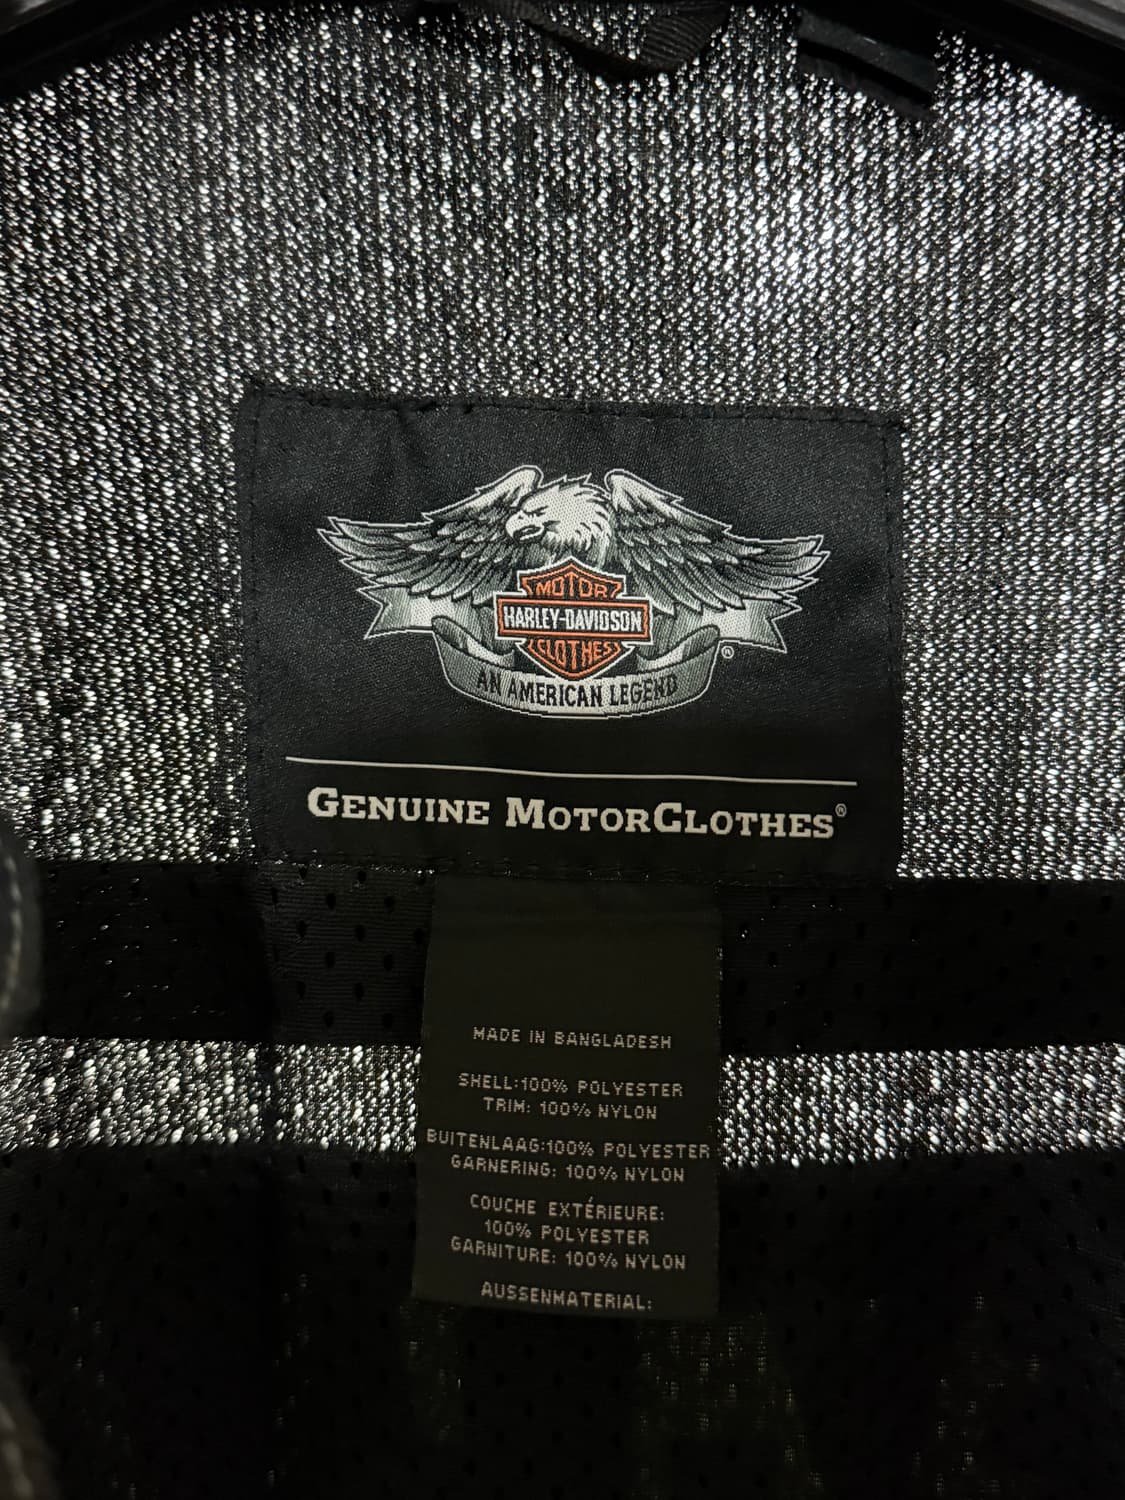 MOTOR
HARLEY-DAVIDSON
CLOTHES
®
AN AMERICAN LEGEND
GENUINE MOTORCLOTHES®
MADE IN BANGLADESH
SHELL:100% POLYESTER
TRIM: 100% NYLON
BUITENLAAG:100% POLYESTER
GARNERING: 100% NYLON
COUCHE EXTÉRIEURE:
100% POLYESTER
GARNITURE: 100% NYLON
AUSSENMATERIAL: